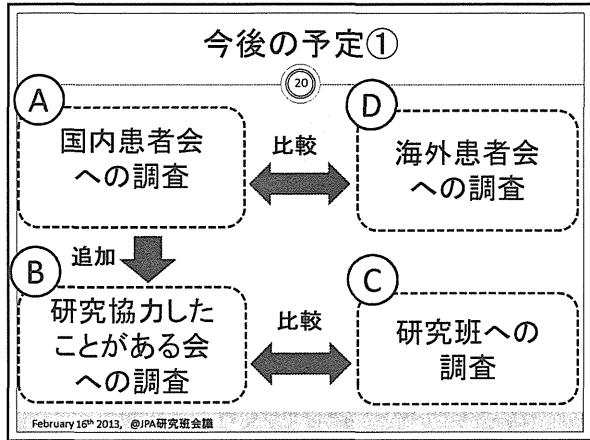 今後の予定①
20
A
国内患者会
への調査
比較
D
海外患者会
への調査
追加
B
研究協力した
ことがある会
への調査
比較
C
研究班への
調査
February 16th 2013, @JPA研究班会議